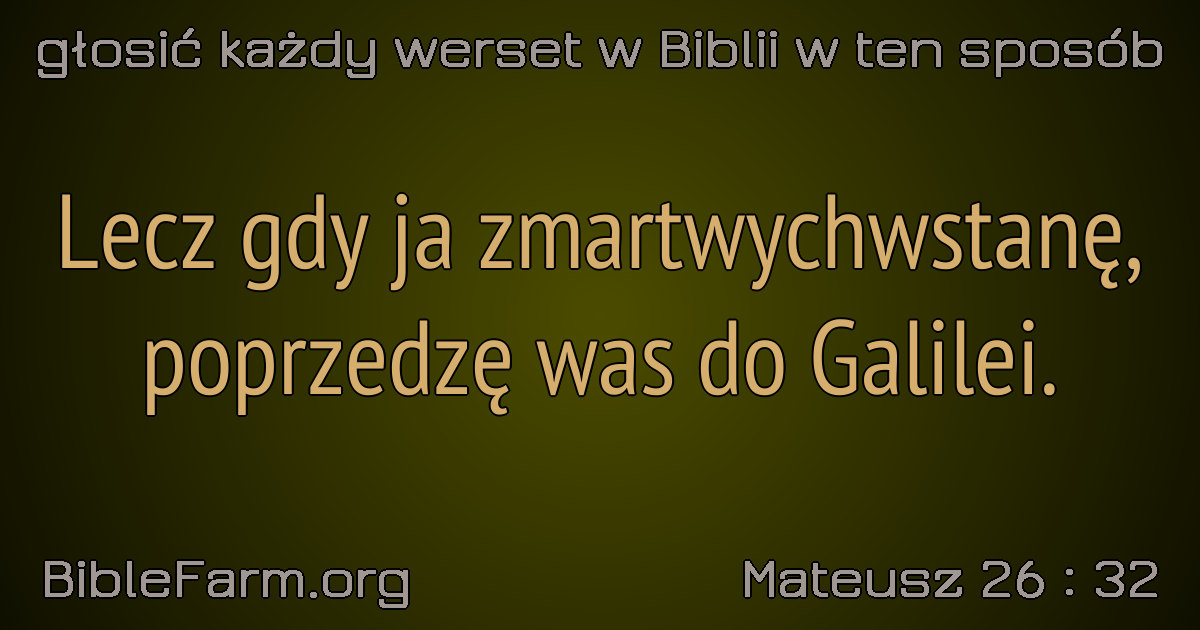 głosić każdy werset w Biblii w ten sposób
Lecz gdy ja zmartwychwstanę,
poprzedzę was do Galilei.
BibleFarm.org
Mateusz 26 : 32